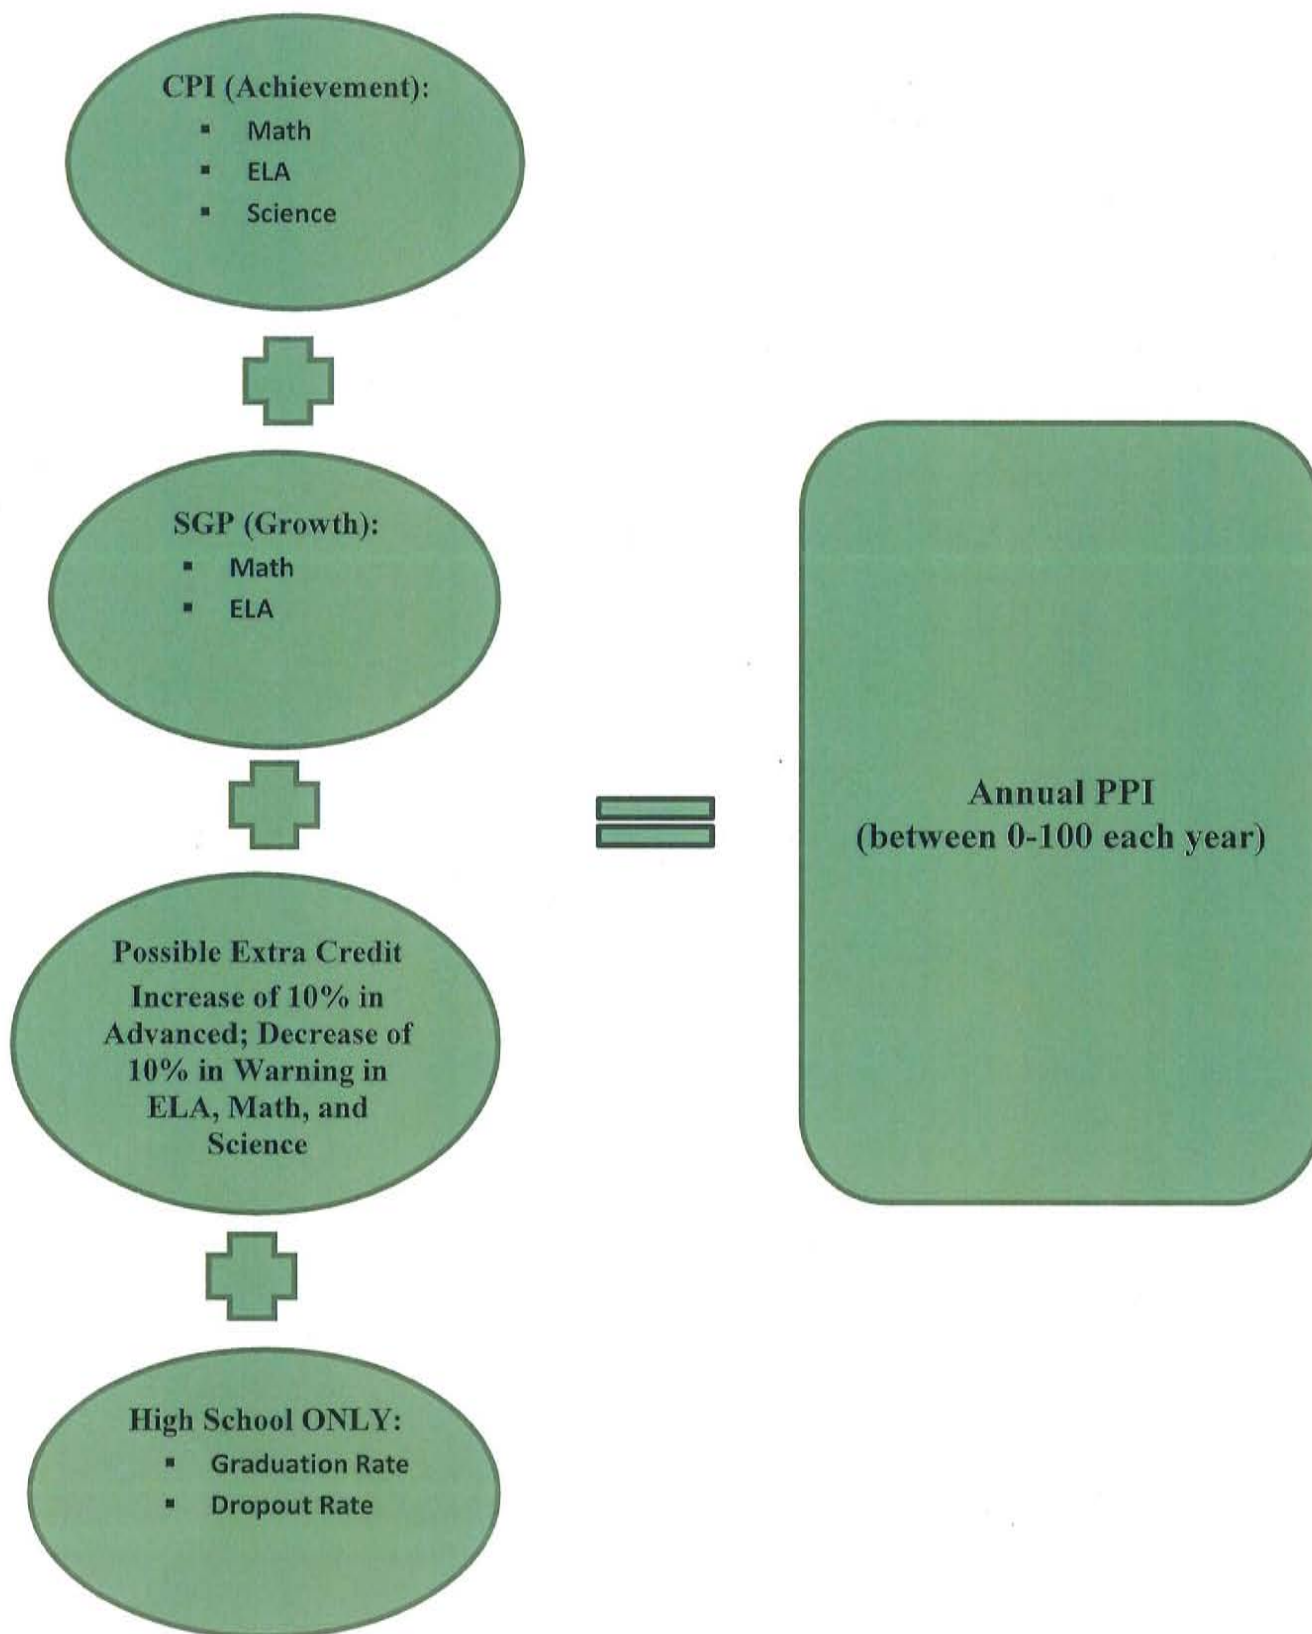 CPI (Achievement):
▪ Math
▪ ELA
▪ Science
SGP (Growth):
▪ Math
▪ ELA
Possible Extra Credit
Increase of 10% in
Advanced; Decrease of
10% in Warning in
ELA, Math, and
Science
High School ONLY:
▪ Graduation Rate
▪ Dropout Rate
Annual PPI
(between 0-100 each year)